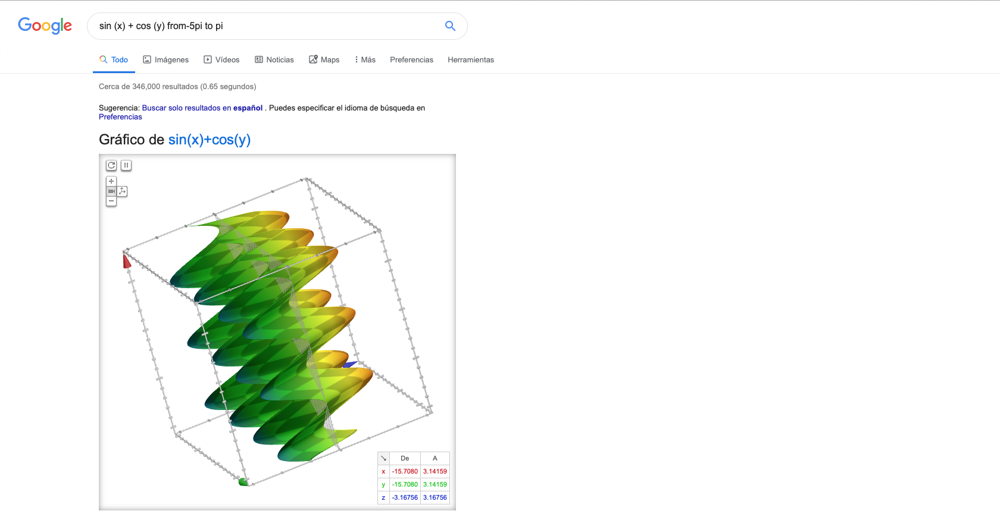 Google
sin (x) + cos (y) from-5pi to pi
Todo Imágenes Vídeos Noticias Maps Más Preferencias Herramientas
Cerca de 346,000 resultados (0.65 segundos)
Sugerencia: Buscar solo resultados en español . Puedes especificar el idioma de búsqueda en
Preferencias
Gráfico de sin(x)+cos(y)
De A
x -15.7080 3.14159
y -15.7080 3.14159
z -3.16756 3.16756